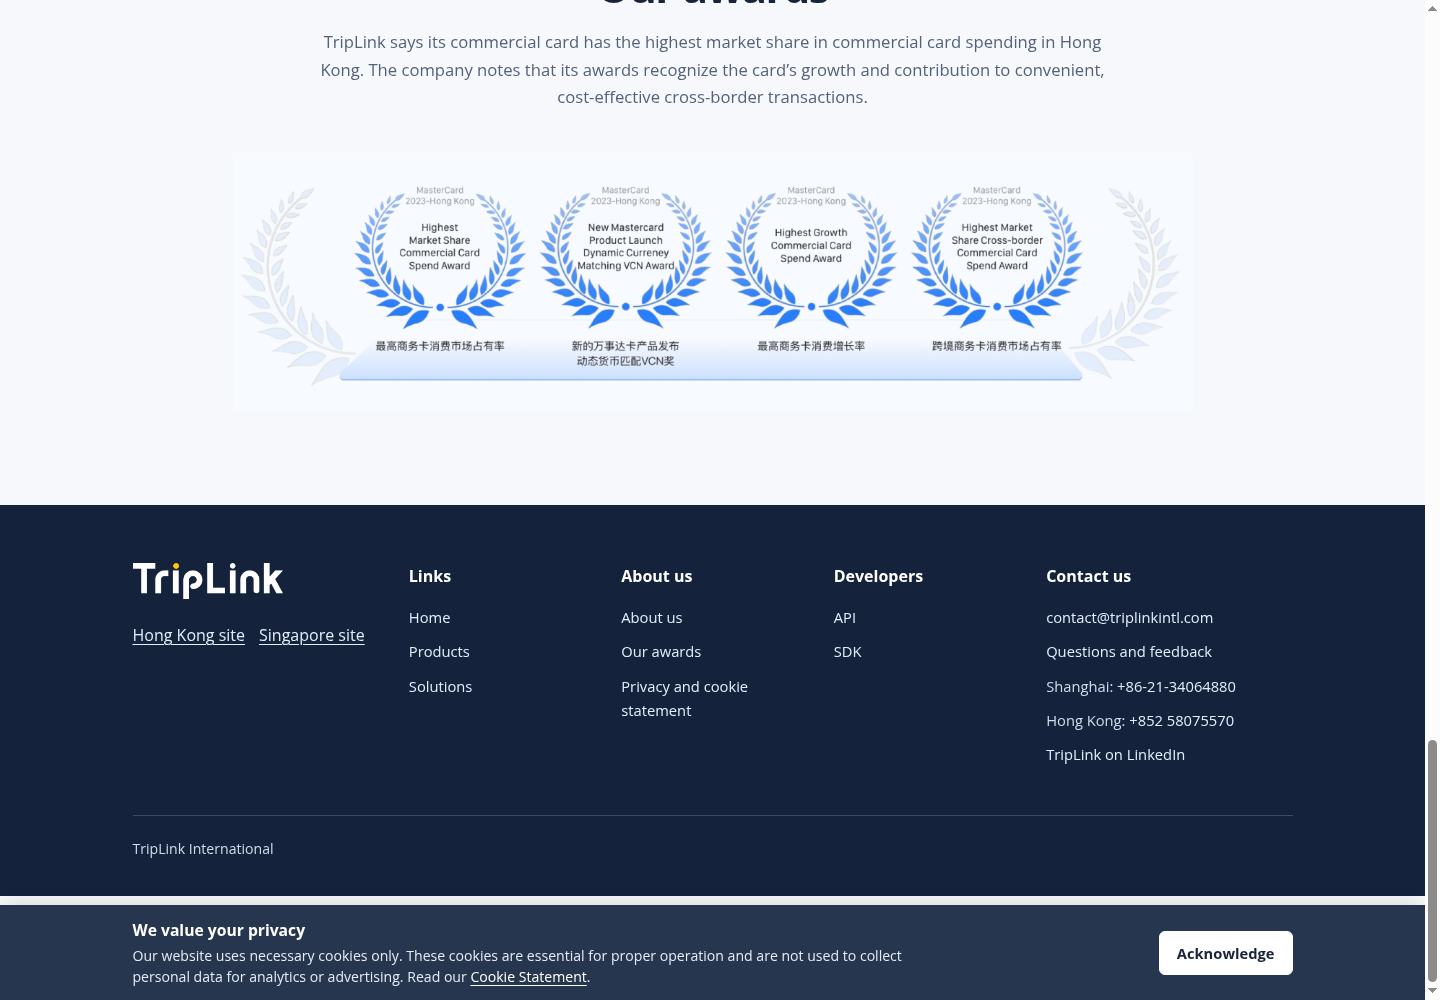 Our awards
TripLink says its commercial card has the highest market share in commercial card spending in Hong
Kong. The company notes that its awards recognize the card’s growth and contribution to convenient,
cost-effective cross-border transactions.
MasterCard
2023-Hong Kong
Highest
Market Share
Commercial Card
Spend Award
最高商务卡消费市场占有率
MasterCard
2023-Hong Kong
New Mastercard
Product Launch
Dynamic Currency
Matching VCN Award
新的万事达卡产品发布
动态货币匹配VCN奖
MasterCard
2023-Hong Kong
Highest Growth
Commercial Card
Spend Award
最高商务卡消费增长率
MasterCard
2023-Hong Kong
Highest Market
Share Cross-border
Commercial Card
Spend Award
跨境商务卡消费市场占有率
TripLink
Hong Kong site Singapore site
Links
Home
Products
Solutions
About us
About us
Our awards
Privacy and cookie
statement
Developers
API
SDK
Contact us
contact@triplinkintl.com
Questions and feedback
Shanghai: +86-21-34064880
Hong Kong: +852 58075570
TripLink on LinkedIn
TripLink International
We value your privacy
Our website uses necessary cookies only. These cookies are essential for proper operation and are not used to collect
personal data for analytics or advertising. Read our Cookie Statement.
Acknowledge